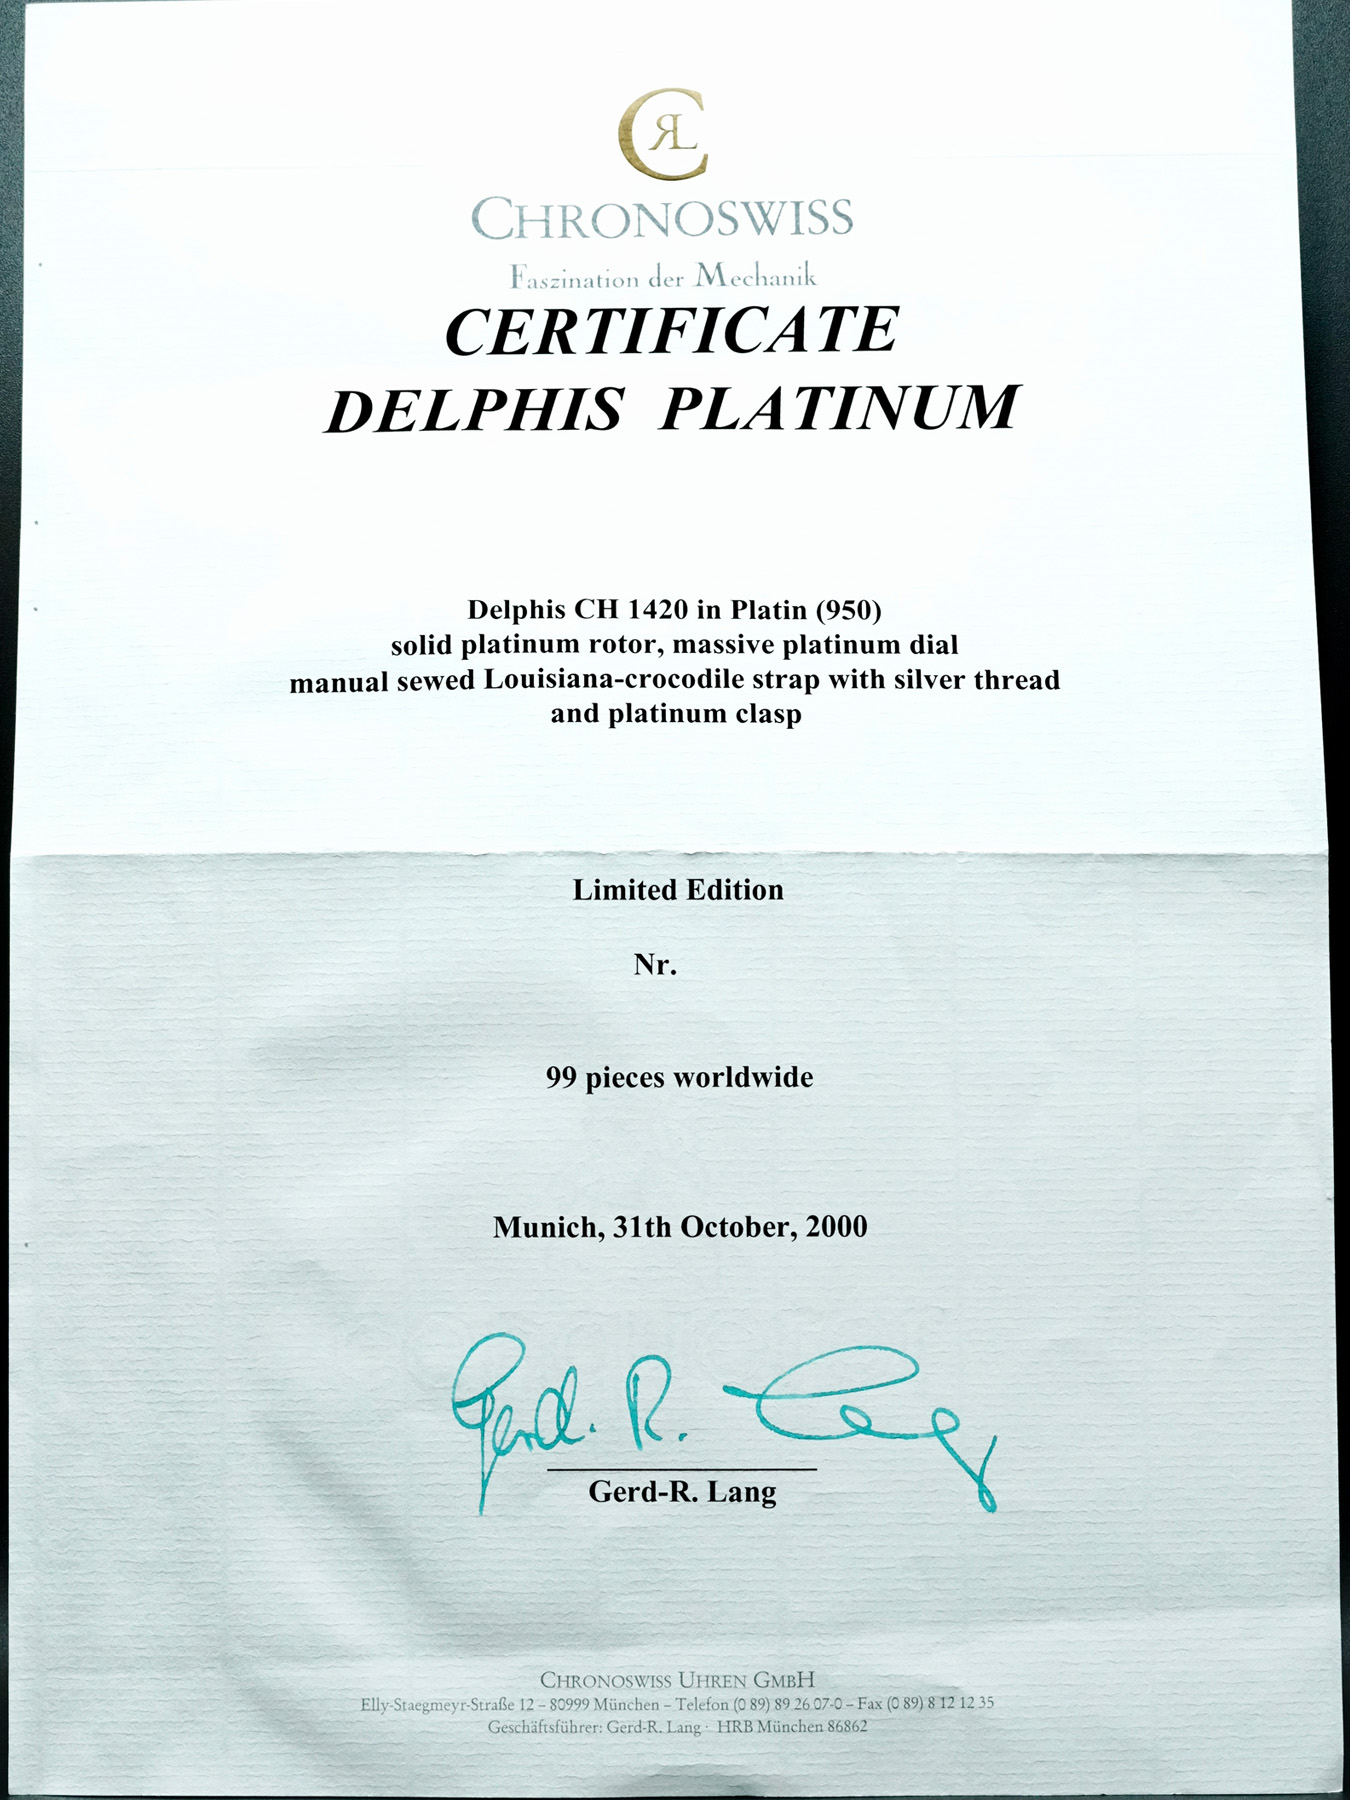 CRL
CHRONOSWISS
Faszination der Mechanik
CERTIFICATE
DELPHIS PLATINUM
Delphis CH 1420 in Platin (950)
solid platinum rotor, massive platinum dial
manual sewed Louisiana-crocodile strap with silver thread
and platinum clasp
Limited Edition
Nr.
99 pieces worldwide
Munich, 31th October, 2000
Gerd. R. Lang
Gerd-R. Lang
CHRONOSWISS UHREN GMBH
Elly-Staegmeyr-Straße 12 – 80999 München – Telefon (0 89) 89 26 07-0 – Fax (0 89) 8 12 12 35
Geschäftsführer: Gerd-R. Lang · HRB München 86862